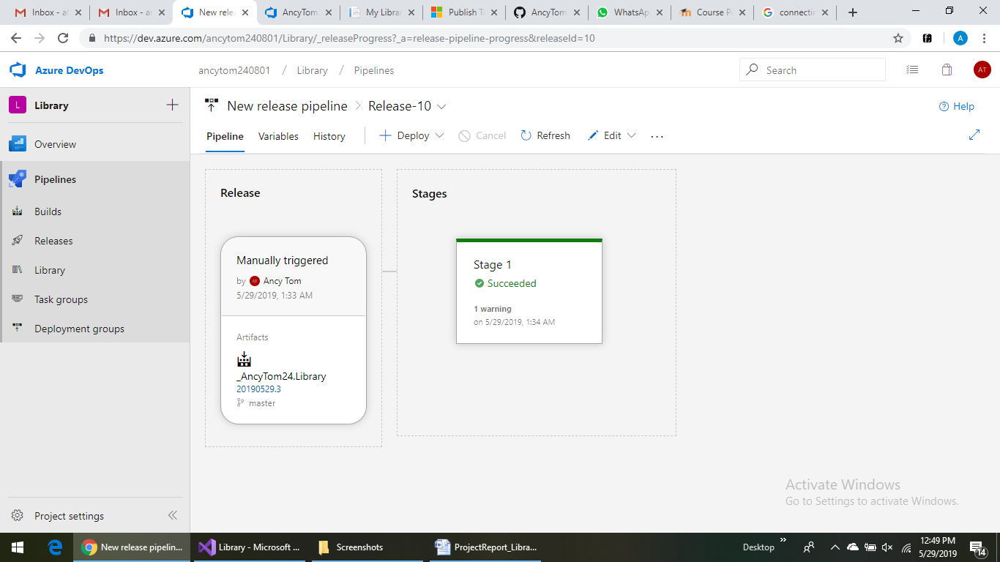 Inbox - at
Inbox - a
New rele
AncyTom
My Librar
Publish T
AncyTom
WhatsAp
Course P
connectin
https://dev.azure.com/ancytom240801/Library/_releaseProgress?_a=release-pipeline-progress&releaseId=10
A
Azure DevOps
ancytom240801 / Library / Pipelines
Search
AT
L Library
New release pipeline > Release-10
Help
Pipeline Variables History
Deploy Cancel Refresh Edit ...
Overview
Pipelines
Builds
Releases
Library
Task groups
Deployment groups
Release
Manually triggered
by AT Ancy Tom
5/29/2019, 1:33 AM
Artifacts
_AncyTom24.Library
20190529.3
master
Stages
Stage 1
Succeeded
1 warning
on 5/29/2019, 1:34 AM
Activate Windows
Go to Settings to activate Windows.
Project settings
New release pipelin...
Library - Microsoft ...
Screenshots
ProjectReport_Libra...
Desktop
12:49 PM
5/29/2019
14